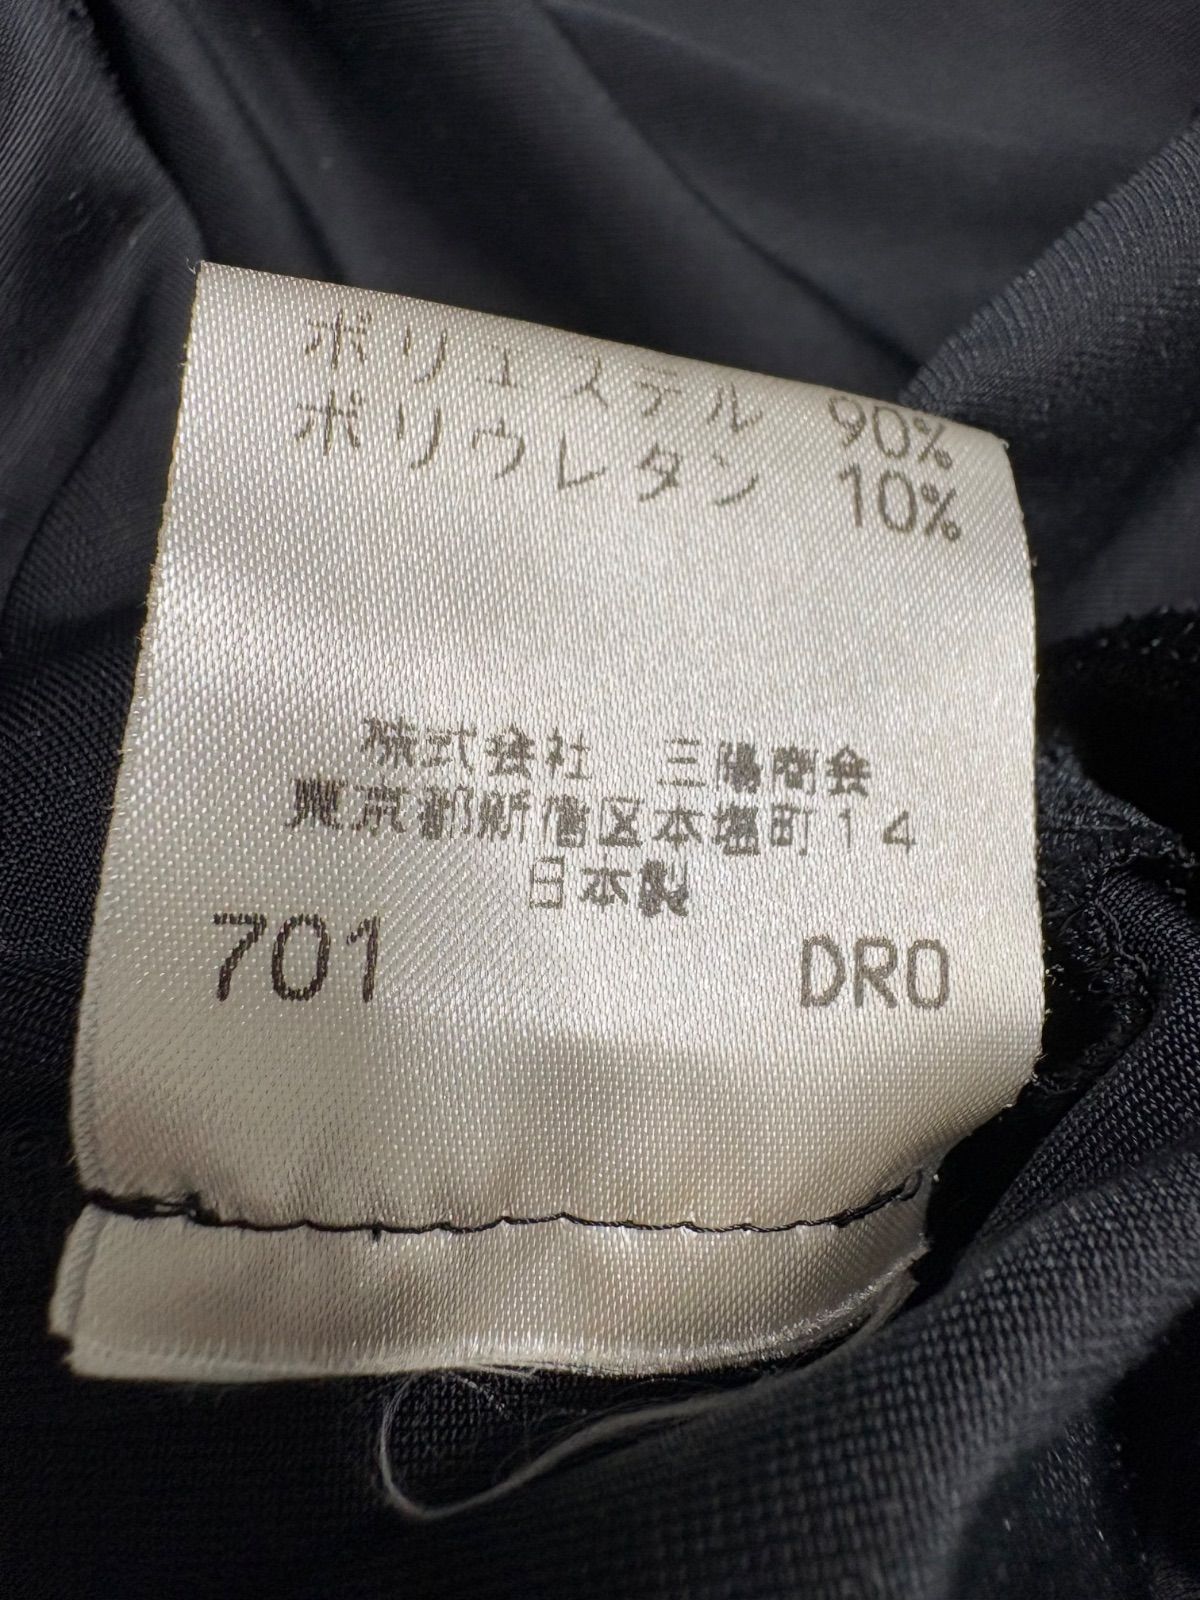 ポリエステル 90%
ポリウレタン 10%
株式会社 三陽商会
東京都新宿区本塩町14
日本製
701 DRO